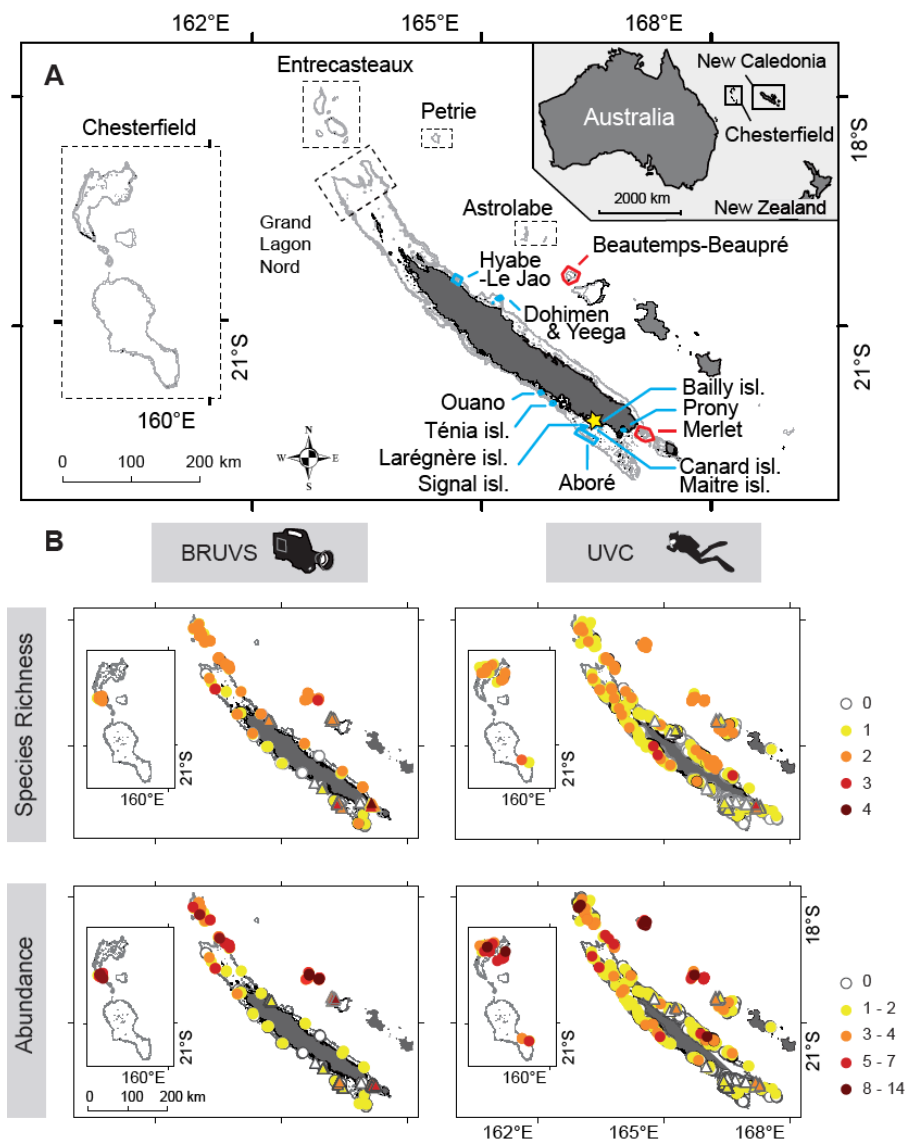 162°E 165°E 168°E
A
Entrecasteaux
New Caledonia
Petrie
Chesterfield
Australia
Chesterfield
18°S
2000 km
New Zealand
Astrolabe
Grand
Lagon
Nord
Beautemps-Beaupré
Hyabe
-Le Jao
Dohimen
& Yeega
21°S
21°S
Bailly isl.
Ouano
Prony
160°E
Ténia isl.
Merlet
N
W E
S
Larégnère isl.
Canard isl.
0 100 200 km
Signal isl.
Aboré
Maitre isl.
B
BRUVS
UVC
Species Richness
0
1
2
3
4
21°S
160°E
21°S
160°E
Abundance
18°S
0
1 - 2
3 - 4
5 - 7
8 - 14
21°S
21°S
21°S
160°E
160°E
0 100 200 km
162°E 165°E 168°E